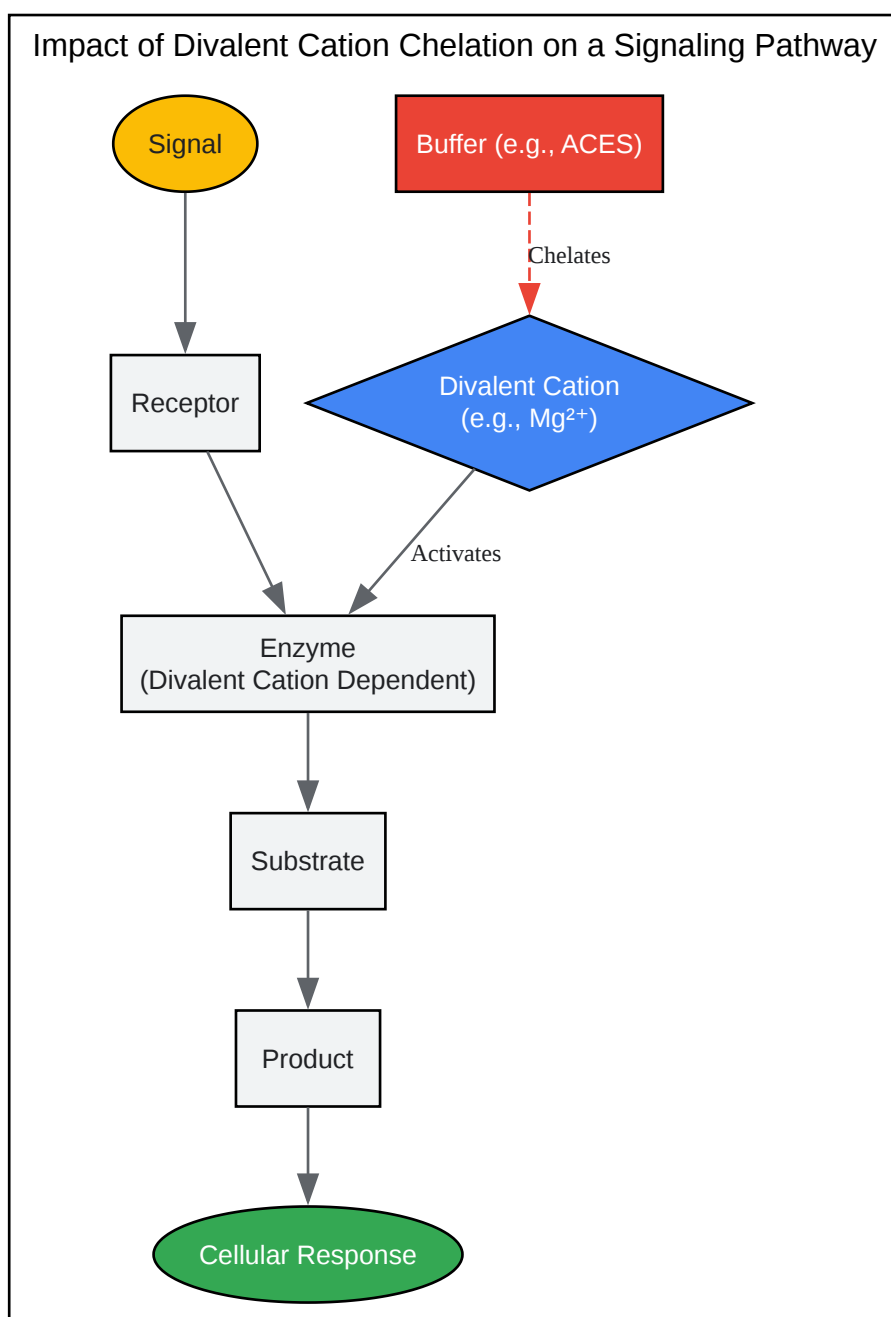 Impact of Divalent Cation Chelation on a Signaling Pathway
Signal
Buffer (e.g., ACES)
Chelates
Receptor
Divalent Cation
(e.g., Mg²⁺)
Activates
Enzyme
(Divalent Cation Dependent)
Substrate
Product
Cellular Response